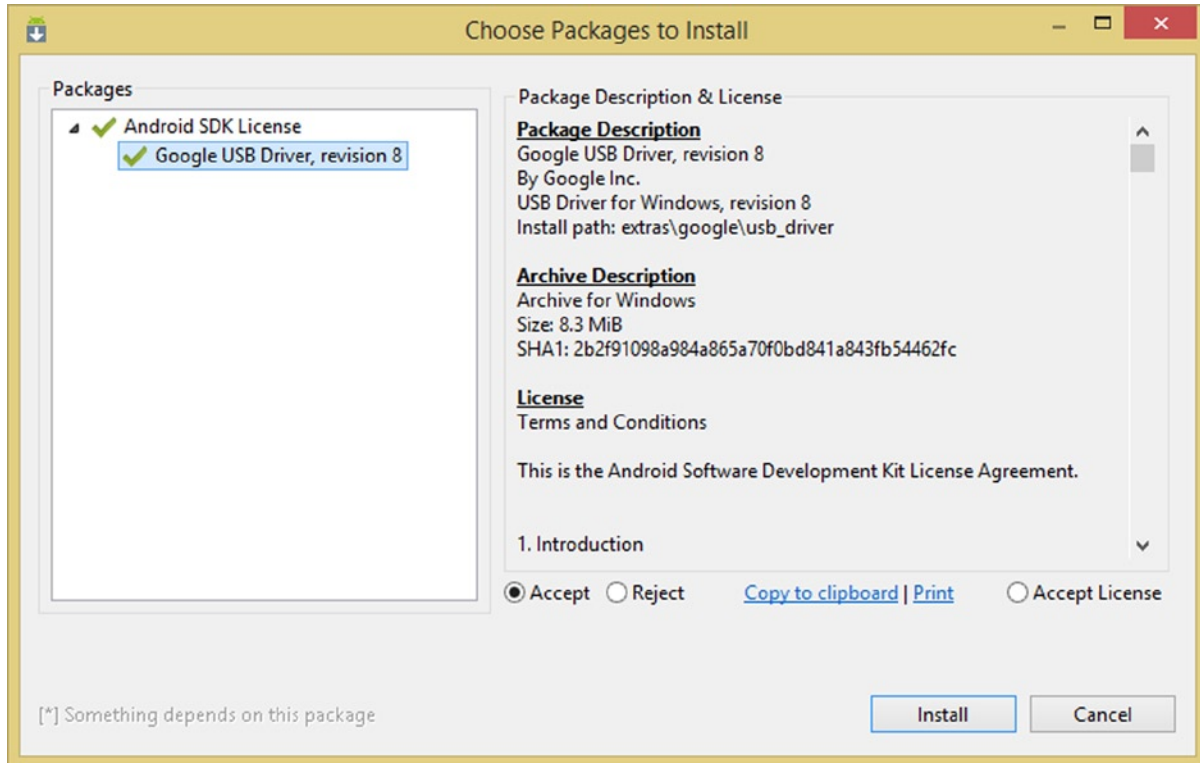 Choose Packages to Install
Packages
Android SDK License
Google USB Driver, revision 8
Package Description & License
Package Description
Google USB Driver, revision 8
By Google Inc.
USB Driver for Windows, revision 8
Install path: extras\google\usb_driver
Archive Description
Archive for Windows
Size: 8.3 MiB
SHA1: 2b2f91098a984a865a70f0bd841a843fb54462fc
License
Terms and Conditions
This is the Android Software Development Kit License Agreement.
1. Introduction
Accept Reject Copy to clipboard | Print Accept License
[*] Something depends on this package
Install Cancel